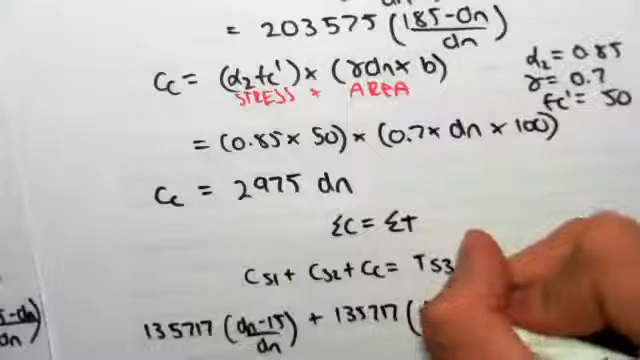 = 203575 (185-dn/dn)
Cc = (α2fc') × (γdn × b)
STRESS * AREA
α2 = 0.85
γ = 0.7
fc' = 50
= (0.85 × 50) × (0.7 × dn × 100)
Cc = 2975 dn
ΣC = ΣT
Cs1 + Cs2 + Cc = Ts3
135717 (dn-15/dn) + 135717 (